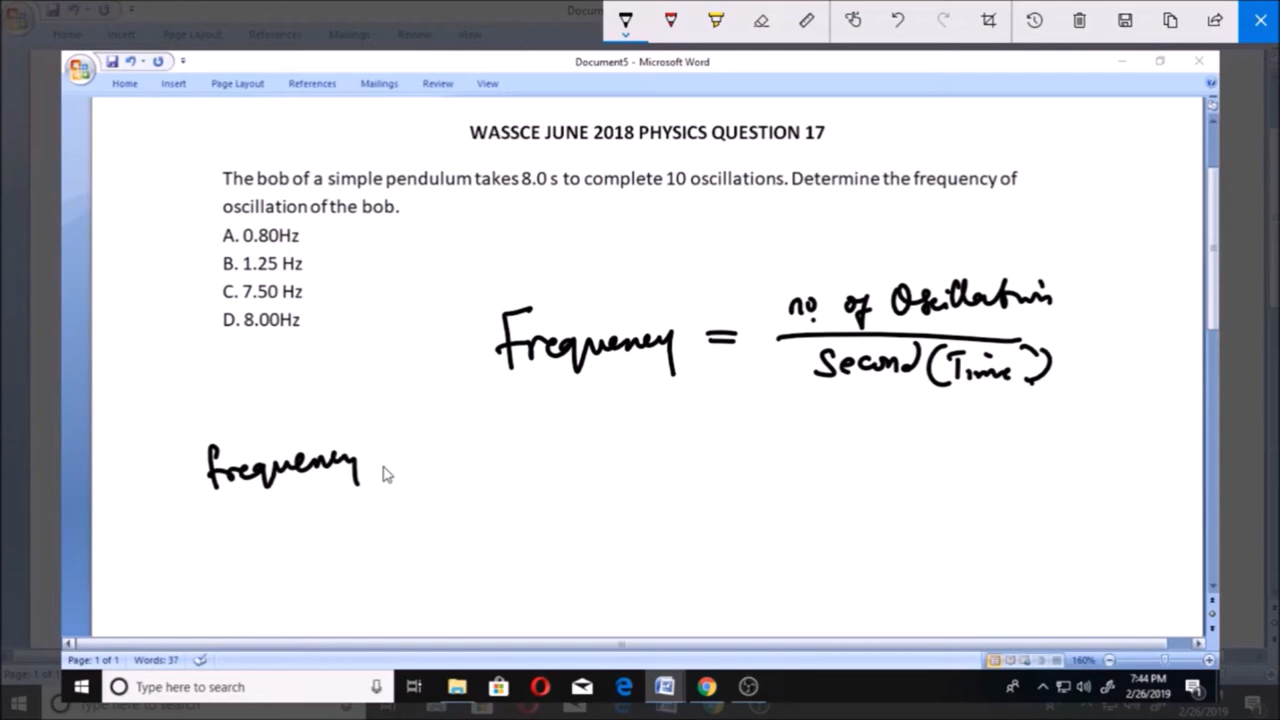 Document5 - Microsoft Word
Home Insert Page Layout References Mailings Review View
WASSCE JUNE 2018 PHYSICS QUESTION 17
The bob of a simple pendulum takes 8.0 s to complete 10 oscillations. Determine the frequency of
oscillation of the bob.
A. 0.80Hz
B. 1.25 Hz
C. 7.50 Hz
D. 8.00Hz
no. of Oscillations
Frequency =
Second (Time)
frequency
Page: 1 of 1 Words: 37 160%
Type here to search
7:44 PM
2/26/2019